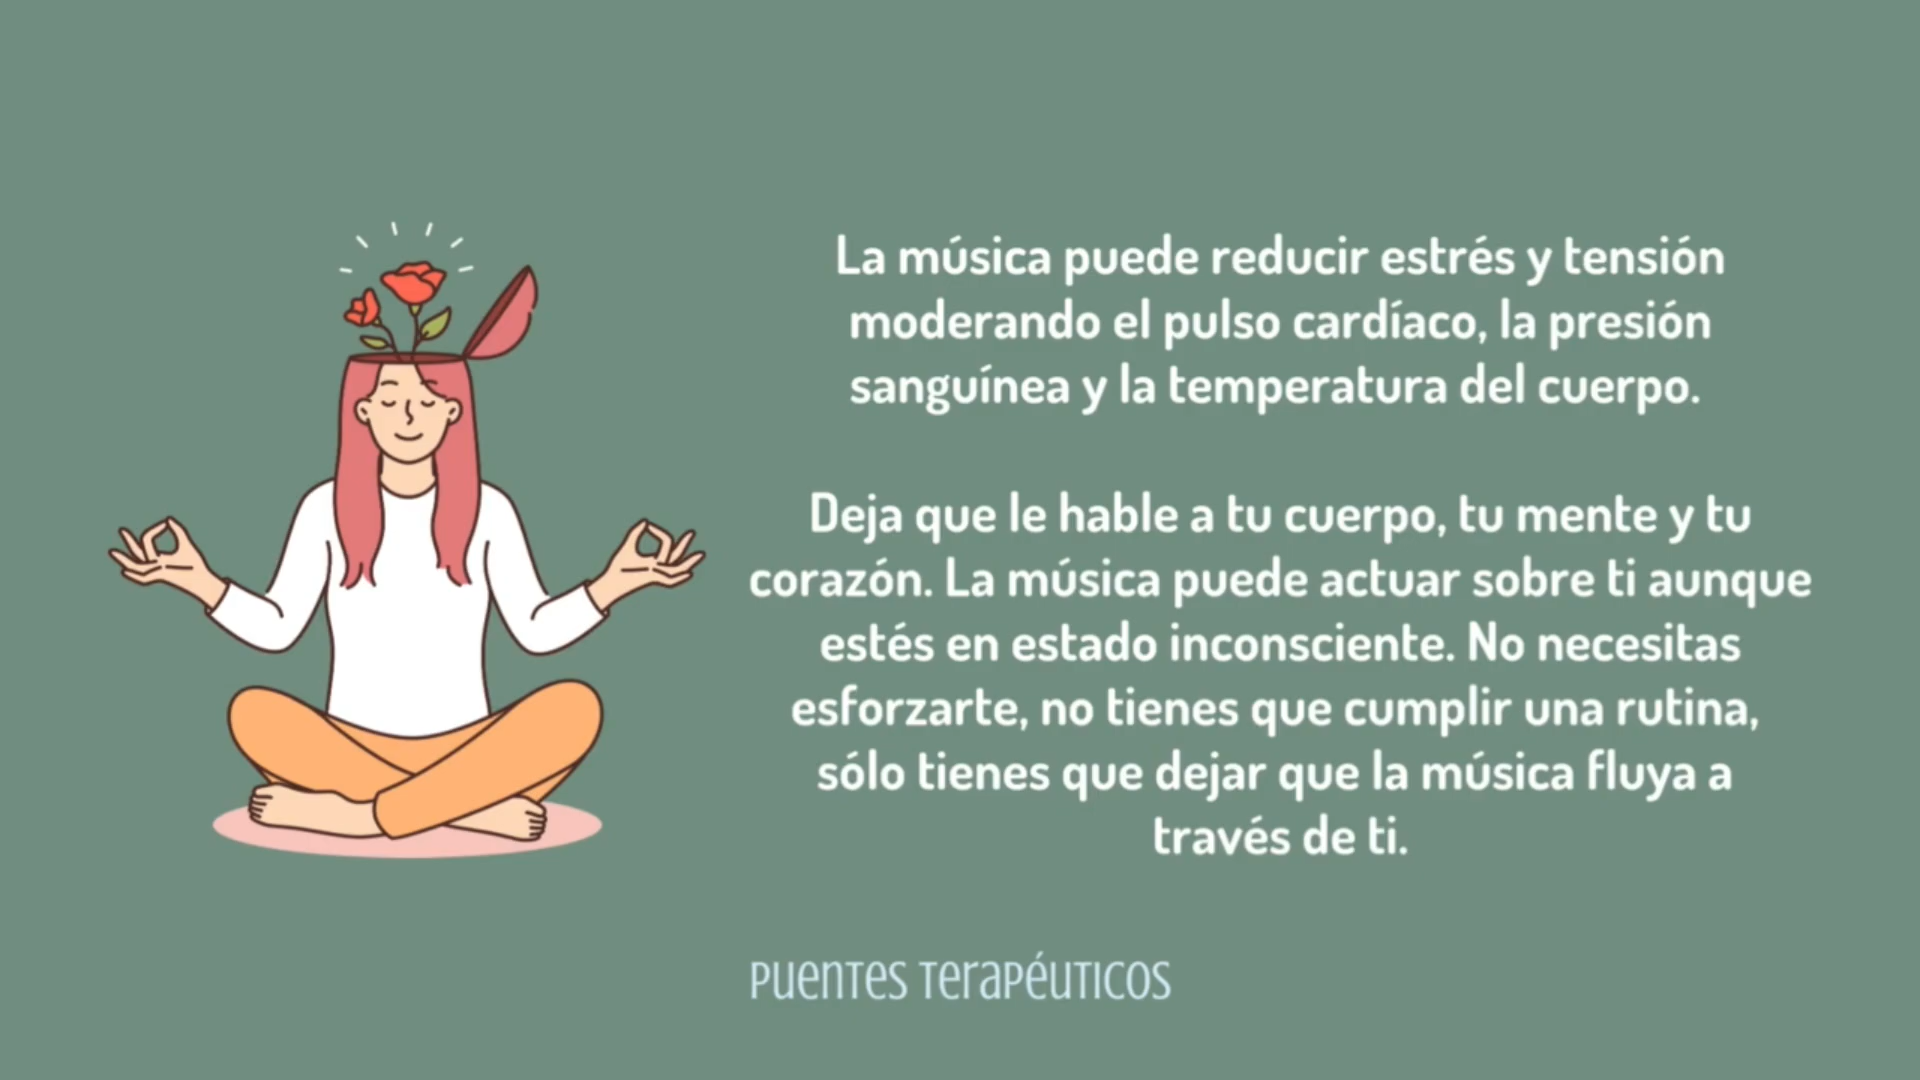 La música puede reducir estrés y tensión
moderando el pulso cardíaco, la presión
sanguínea y la temperatura del cuerpo.
Deja que le hable a tu cuerpo, tu mente y tu
corazón. La música puede actuar sobre ti aunque
estés en estado inconsciente. No necesitas
esforzarte, no tienes que cumplir una rutina,
sólo tienes que dejar que la música fluya a
través de ti.
PUENTES TERAPÉUTICOS